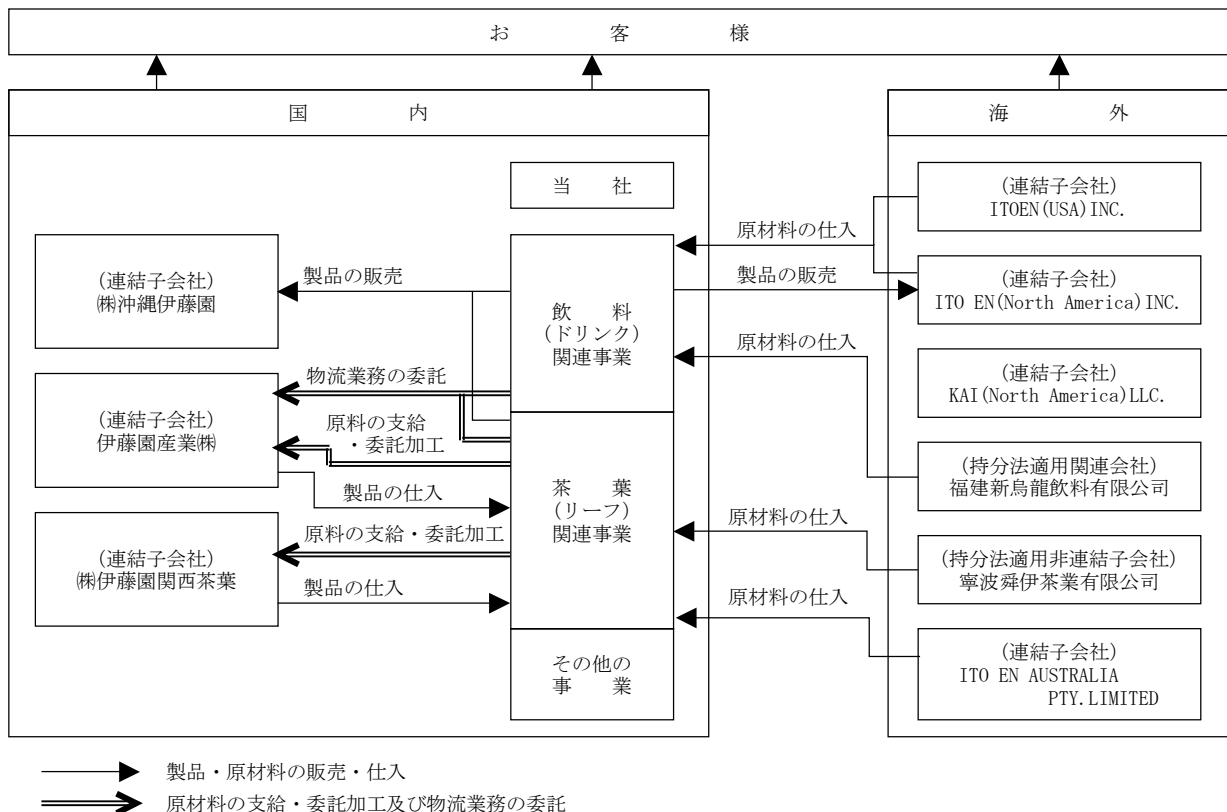 お　客　様
国　内
海　外
当　社
飲　料
(ドリンク)
関連事業
茶　葉
(リーフ)
関連事業
その他の
事　業
(連結子会社)
㈱沖縄伊藤園
(連結子会社)
伊藤園産業㈱
(連結子会社)
㈱伊藤園関西茶葉
製品の販売
物流業務の委託
原料の支給
・委託加工
製品の仕入
原料の支給・委託加工
製品の仕入
原材料の仕入
製品の販売
原材料の仕入
原材料の仕入
原材料の仕入
(連結子会社)
ITOEN(USA)INC.
(連結子会社)
ITO EN(North America)INC.
(連結子会社)
KAI(North America)LLC.
(持分法適用関連会社)
福建新烏龍飲料有限公司
(持分法適用非連結子会社)
寧波舜伊茶業有限公司
(連結子会社)
ITO EN AUSTRALIA
PTY.LIMITED
製品・原材料の販売・仕入
原材料の支給・委託加工及び物流業務の委託